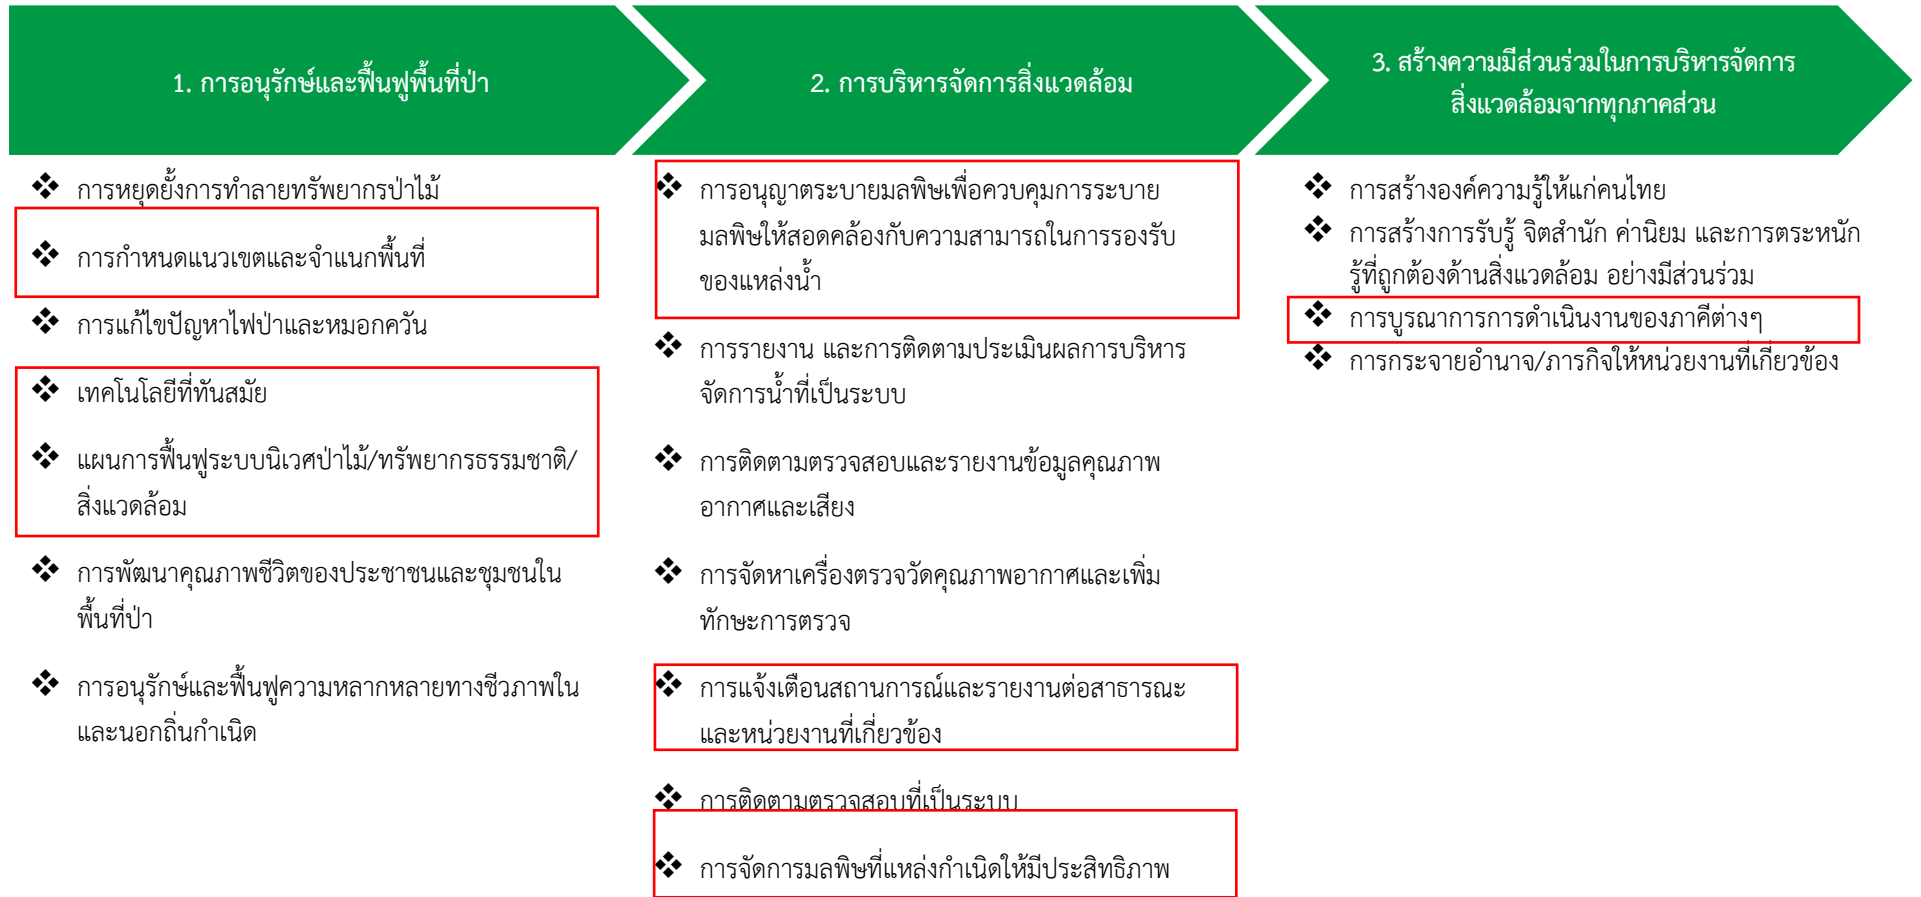 1. การอนุรักษ์และฟื้นฟูพื้นที่ป่า
❖ การหยุดยั้งการทำลายทรัพยากรป่าไม้
❖ การกำหนดแนวเขตและจำแนกพื้นที่
❖ การแก้ไขปัญหาไฟป่าและหมอกควัน
❖ เทคโนโลยีที่ทันสมัย
❖ แผนการฟื้นฟูระบบนิเวศป่าไม้/ทรัพยากรธรรมชาติ/
สิ่งแวดล้อม
❖ การพัฒนาคุณภาพชีวิตของประชาชนและชุมชนใน
พื้นที่ป่า
❖ การอนุรักษ์และฟื้นฟูความหลากหลายทางชีวภาพใน
และนอกถิ่นกำเนิด
2. การบริหารจัดการสิ่งแวดล้อม
❖ การอนุญาตระบายมลพิษเพื่อควบคุมการระบาย
มลพิษให้สอดคล้องกับความสามารถในการรองรับ
ของแหล่งน้ำ
❖ การรายงาน และการติดตามประเมินผลการบริหาร
จัดการน้ำที่เป็นระบบ
❖ การติดตามตรวจสอบและรายงานข้อมูลคุณภาพ
อากาศและเสียง
❖ การจัดหาเครื่องตรวจวัดคุณภาพอากาศและเพิ่ม
ทักษะการตรวจ
❖ การแจ้งเตือนสถานการณ์และรายงานต่อสาธารณะ
และหน่วยงานที่เกี่ยวข้อง
❖ การติดตามตรวจสอบที่เป็นระบบ
❖ การจัดการมลพิษที่แหล่งกำเนิดให้มีประสิทธิภาพ
3. สร้างความมีส่วนร่วมในการบริหารจัดการ
สิ่งแวดล้อมจากทุกภาคส่วน
❖ การสร้างองค์ความรู้ให้แก่คนไทย
❖ การสร้างการรับรู้ จิตสำนัก ค่านิยม และการตระหนัก
รู้ที่ถูกต้องด้านสิ่งแวดล้อม อย่างมีส่วนร่วม
❖ การบูรณาการการดำเนินงานของภาคีต่างๆ
❖ การกระจายอำนาจ/ภารกิจให้หน่วยงานที่เกี่ยวข้อง